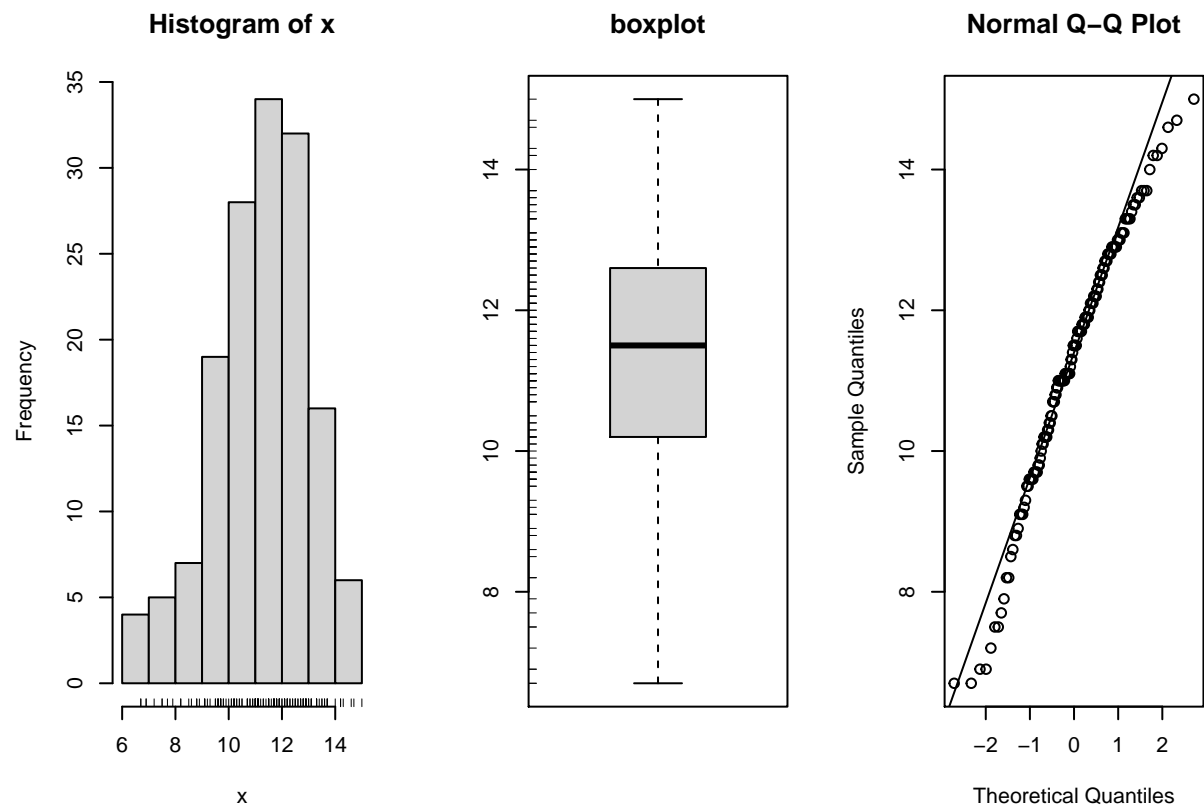 Histogram of x
Frequency
0 5 10 15 20 25 30 35
6 8 10 12 14
x
boxplot
8 10 12 14
Normal Q−Q Plot
Sample Quantiles
8 10 12 14
−2 −1 0 1 2
Theoretical Quantiles